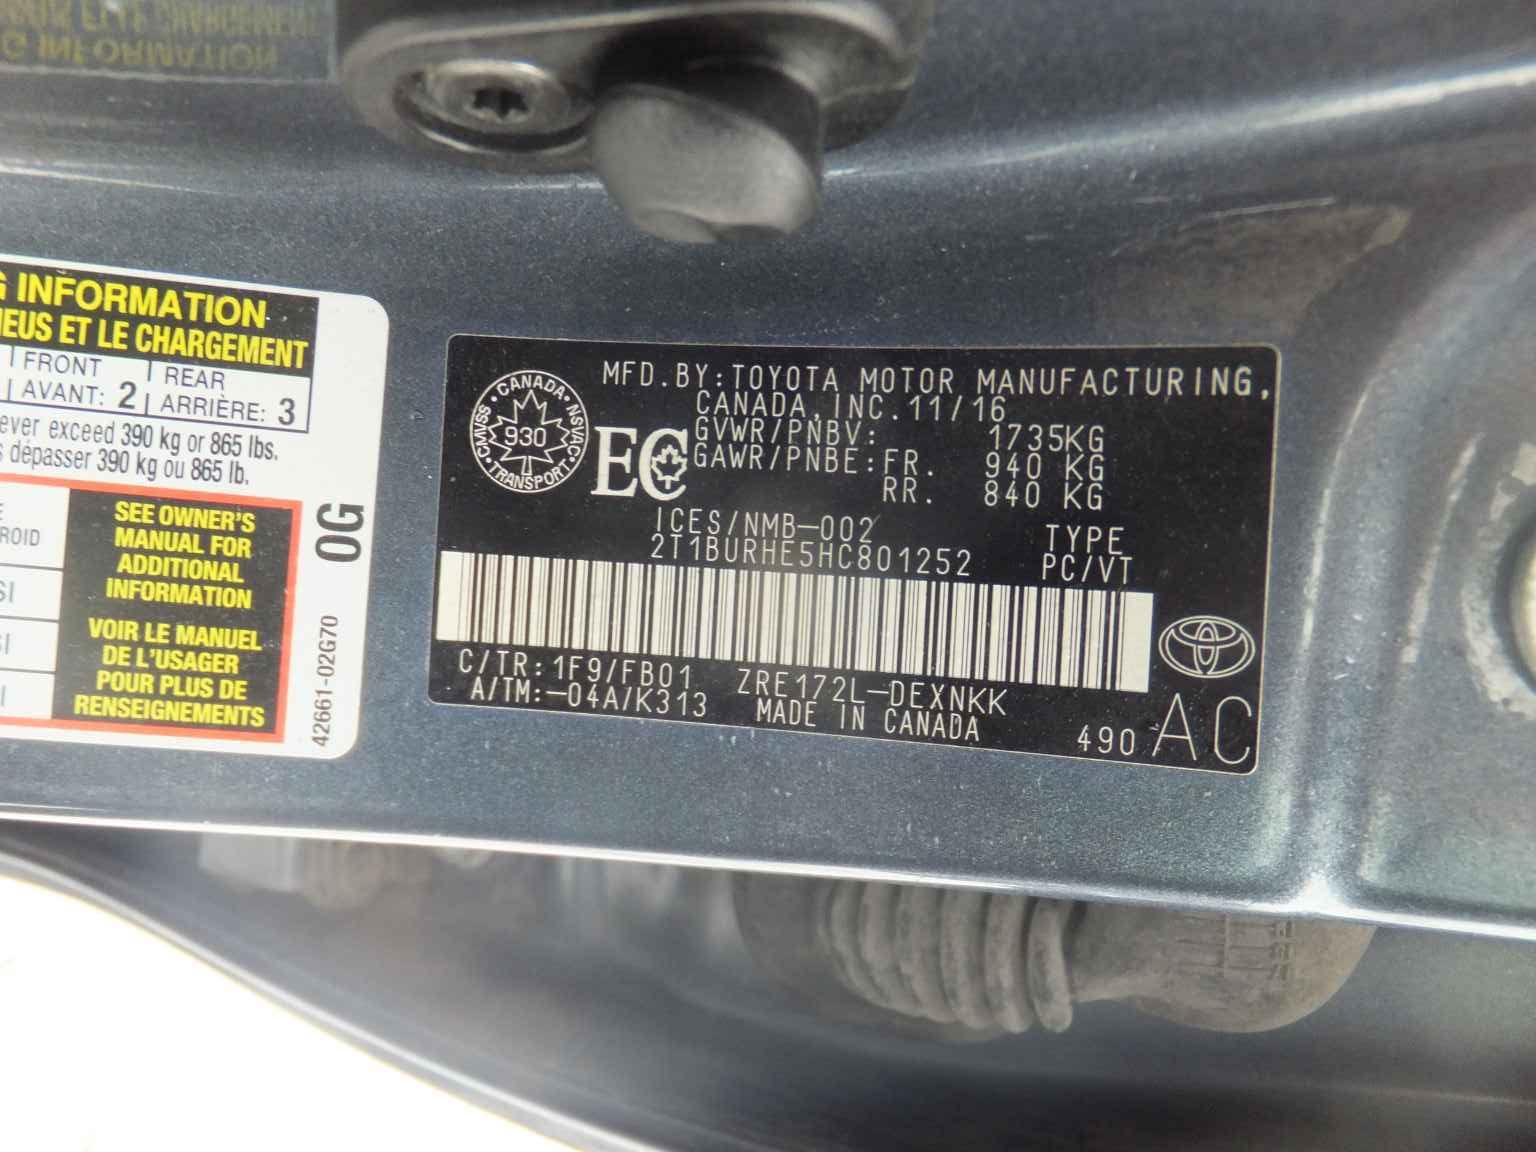 G INFORMATION
NEUS ET LE CHARGEMENT
FRONT
AVANT: 2
REAR
ARRIÈRE: 3
ever exceed 390 kg or 865 lbs.
s dépasser 390 kg ou 865 lb.
SEE OWNER'S
MANUAL FOR
ADDITIONAL
INFORMATION
VOIR LE MANUEL
DE L'USAGER
POUR PLUS DE
RENSEIGNEMENTS
E
ROID
SI
SI
I
0G
42661-02G70
CANADA
CMVSS · NSVAC
930
TRANSPORT
EC
MFD.BY:TOYOTA MOTOR MANUFACTURING,
CANADA,INC.11/16
GVWR/PNBV: 1735KG
GAWR/PNBE:FR. 940 KG
RR. 840 KG
ICES/NMB-002 TYPE
2T1BURHE5HC801252 PC/VT
C/TR:1F9/FB01 ZRE172L-DEXNKK
A/TM:-04A/K313 MADE IN CANADA
490 AC